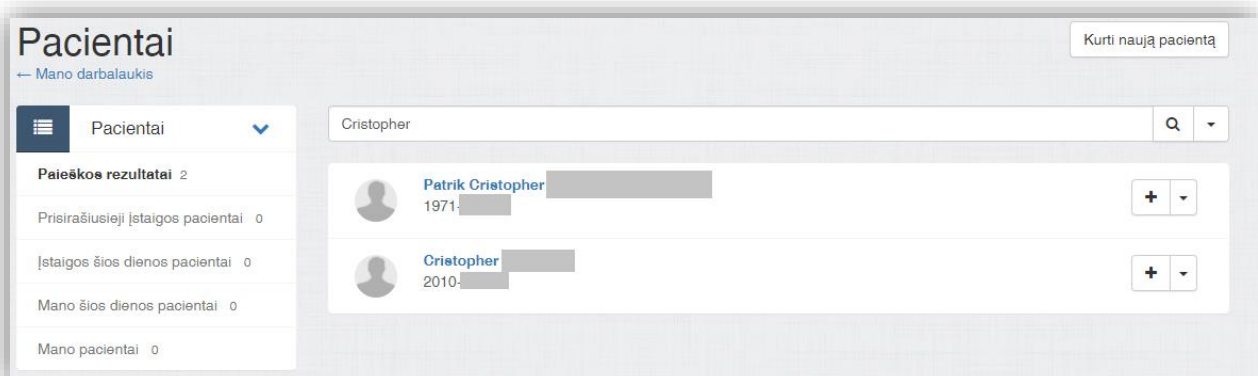 Pacientai
Kurti naują pacientą
← Mano darbalaukis
Pacientai
Cristopher
Paieškos rezultatai 2
Prisirašiusieji įstaigos pacientai 0
Įstaigos šios dienos pacientai 0
Mano šios dienos pacientai 0
Mano pacientai 0
Patrik Cristopher
1971-
Cristopher
2010-